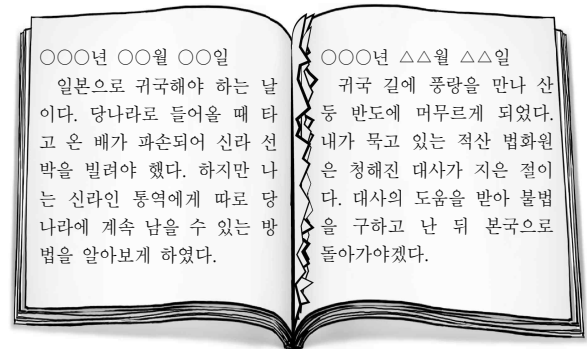 ○○○년 ○○월 ○○일
일본으로 귀국해야 하는 날
이다. 당나라로 들어올 때 타
고 온 배가 파손되어 신라 선
박을 빌려야 했다. 하지만 나
는 신라인 통역에게 따로 당
나라에 계속 남을 수 있는 방
법을 알아보게 하였다.
○○○년 △△월 △△일
귀국 길에 풍랑을 만나 산
둥 반도에 머무르게 되었다.
내가 묵고 있는 적산 법화원
은 청해진 대사가 지은 절이
다. 대사의 도움을 받아 불법
을 구하고 난 뒤 본국으로
돌아가야겠다.